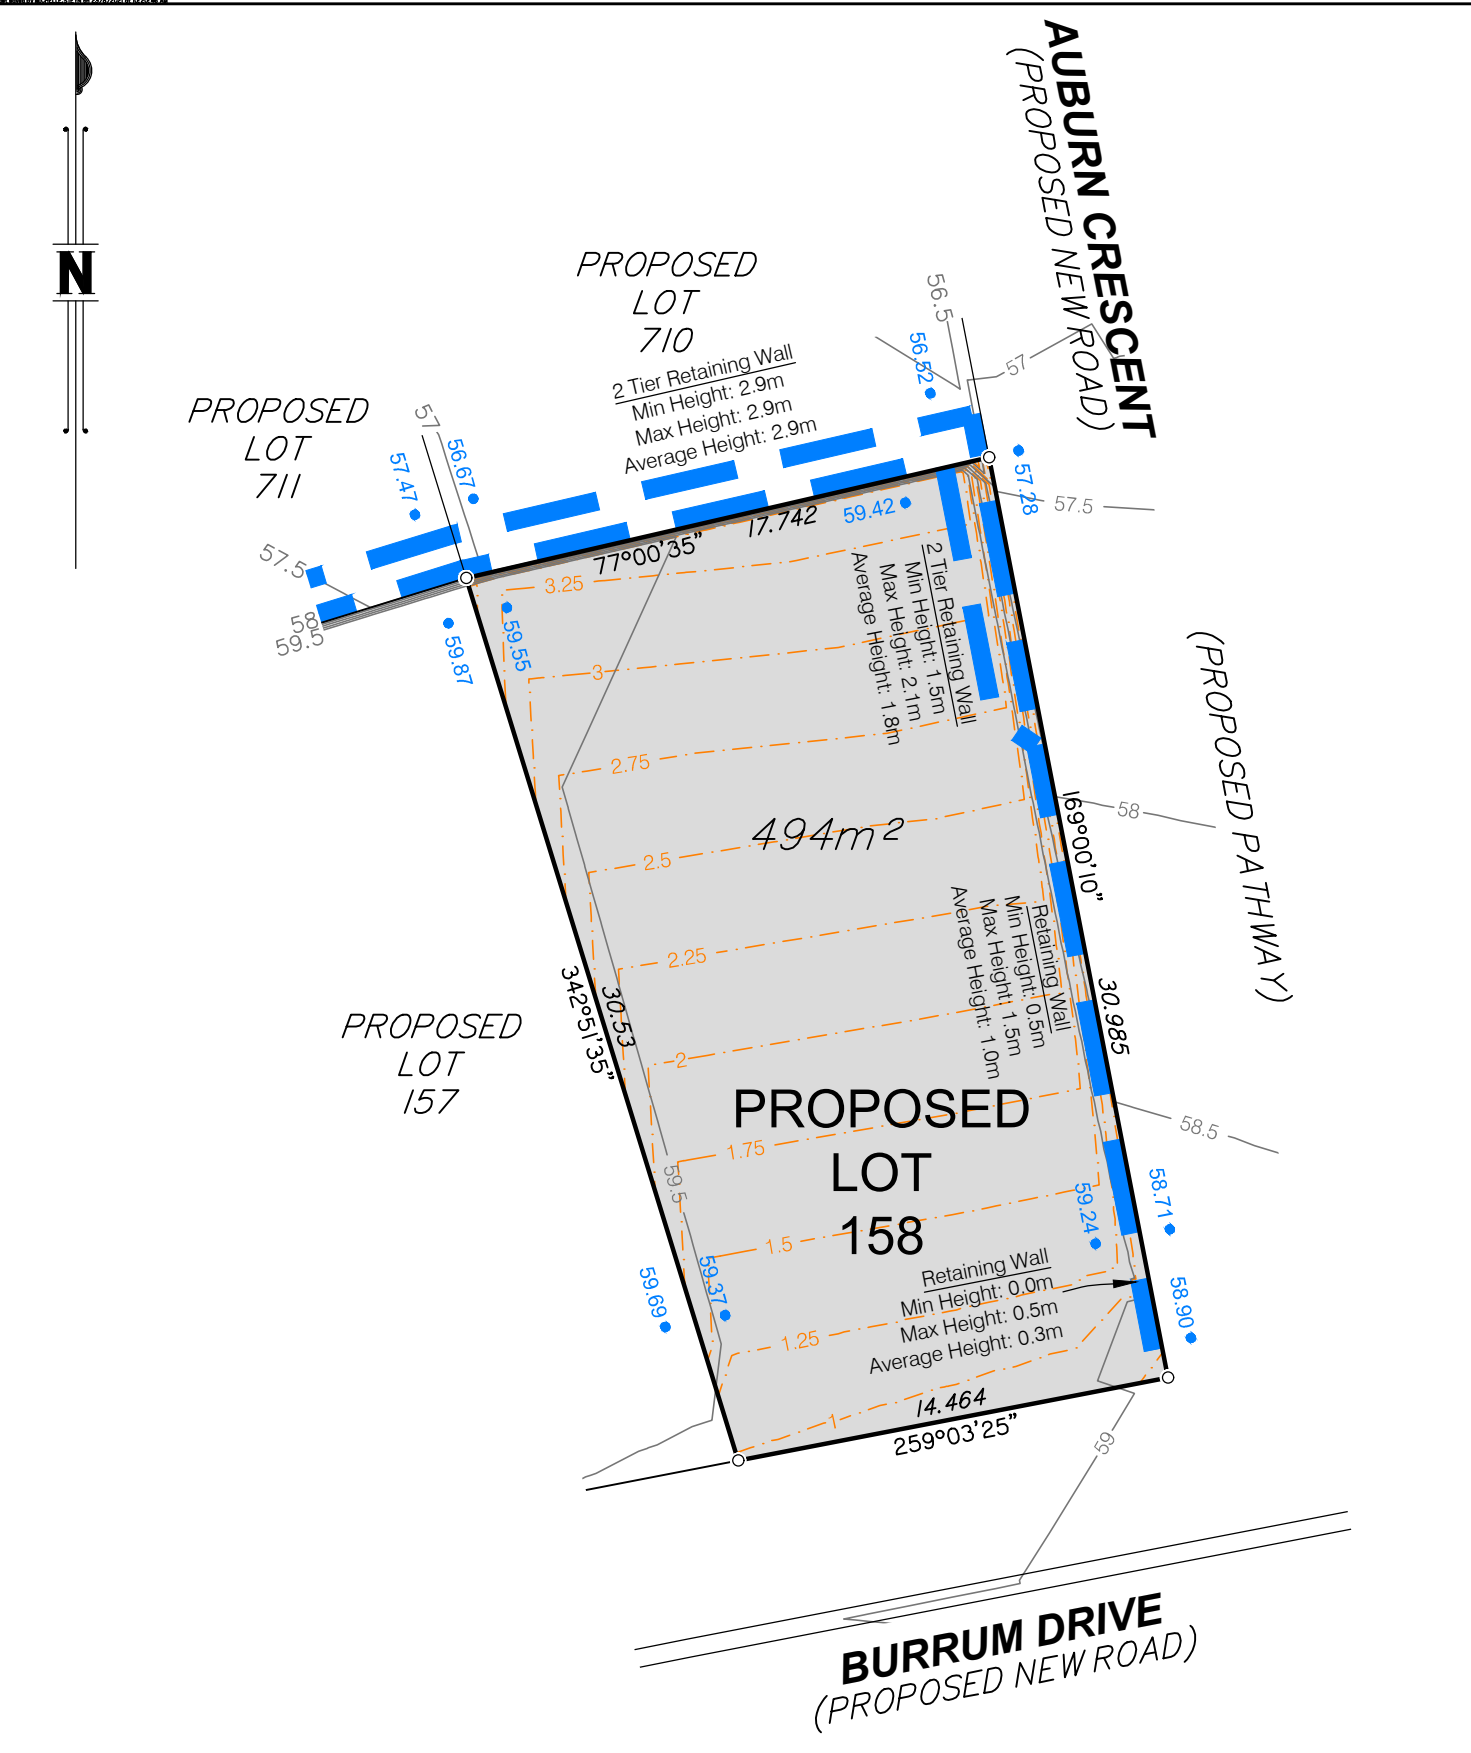 AUBURN CRESCENT
(PROPOSED NEW ROAD)
N
PROPOSED
LOT
710
56.5
56.52
57
2 Tier Retaining Wall
Min Height: 2.9m
Max Height: 2.9m
Average Height: 2.9m
PROPOSED
LOT
711
57
56.67
57.47
57.28
57.5
59.42
17.742
77°00'35"
57.5
58
59.5
3.25
59.55
59.87
2 Tier Retaining Wall
Min Height: 1.5m
Max Height: 2.1m
Average Height: 1.8m
3
(PROPOSED PATHWAY)
2.75
58
169°00'10"
494m²
2.5
2.25
Retaining Wall
Min Height: 0.5m
Max Height: 1.5m
Average Height: 1.0m
30.985
30.53
342°51'35"
PROPOSED
LOT
157
2
PROPOSED
LOT
158
58.5
1.75
59.5
58.71
59.24
1.5
59.37
59.69
Retaining Wall
Min Height: 0.0m
Max Height: 0.5m
Average Height: 0.3m
58.90
1.25
1
14.464
259°03'25"
59
BURRUM DRIVE
(PROPOSED NEW ROAD)